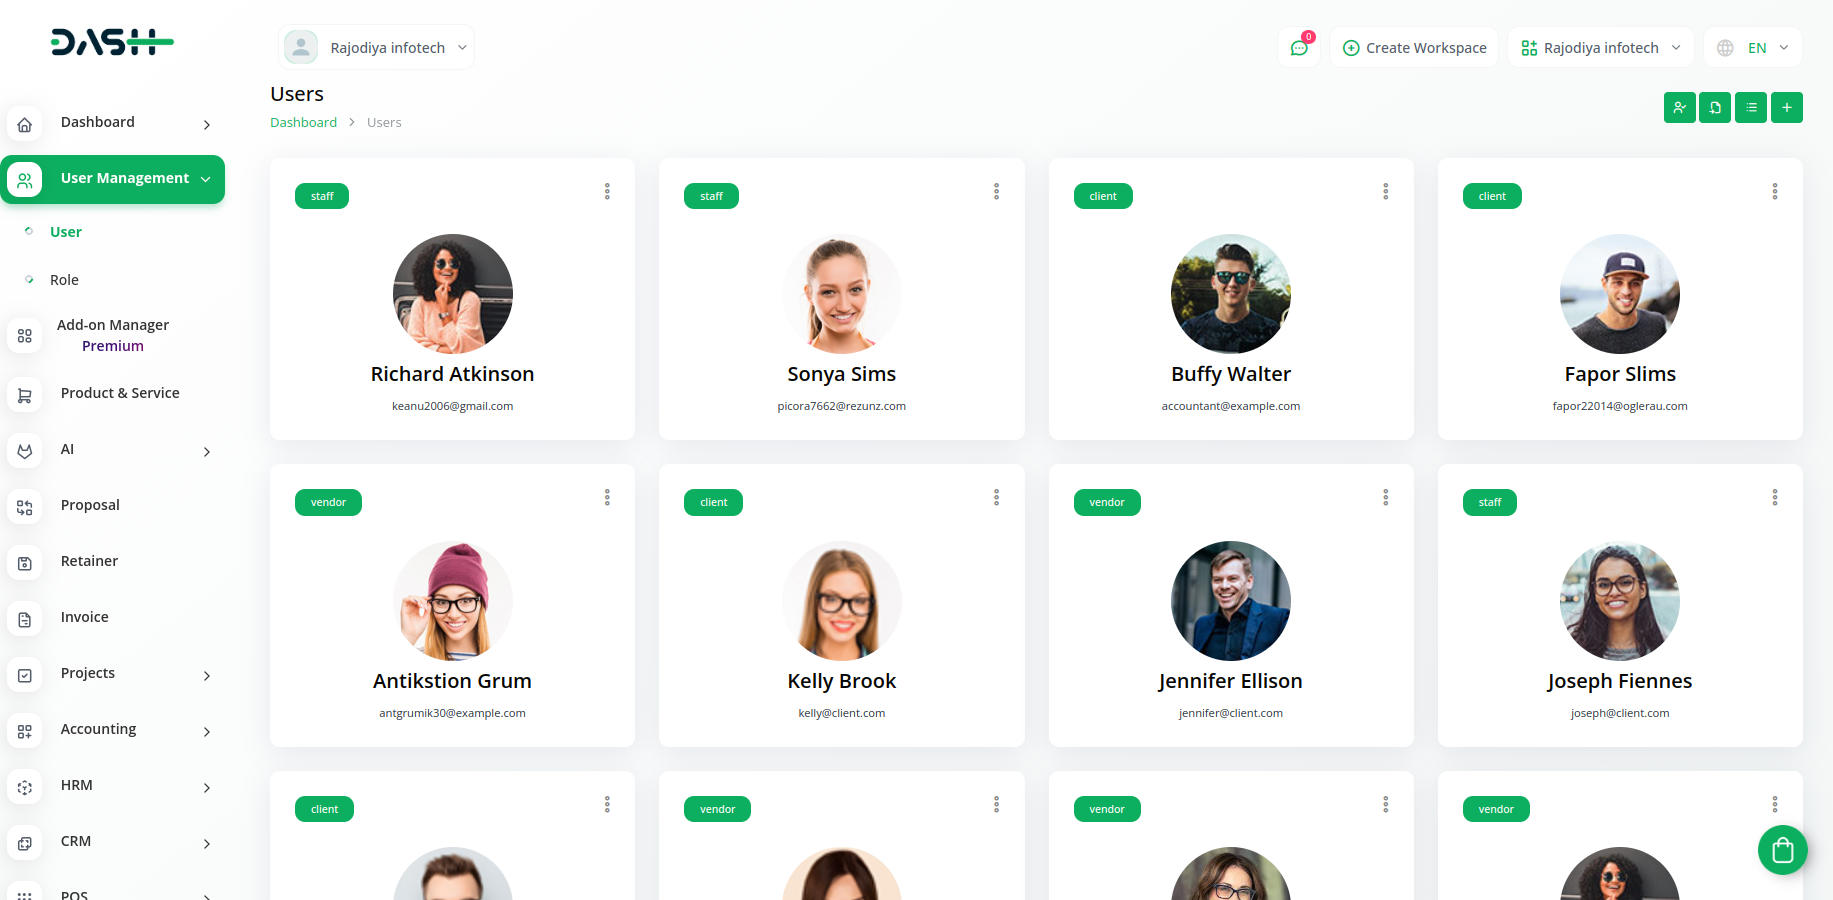 DASH
Rajodiya infotech
0
Create Workspace
Rajodiya infotech
EN
Users
Dashboard > Users
Dashboard
User Management
User
Role
Add-on Manager
Premium
Product & Service
AI
Proposal
Retainer
Invoice
Projects
Accounting
HRM
CRM
POS
staff
Richard Atkinson
keanu2006@gmail.com
staff
Sonya Sims
picora7662@rezunz.com
client
Buffy Walter
accountant@example.com
client
Fapor Slims
fapor22014@oglerau.com
vendor
Antikstion Grum
antgrumik30@example.com
client
Kelly Brook
kelly@client.com
vendor
Jennifer Ellison
jennifer@client.com
staff
Joseph Fiennes
joseph@client.com
client
vendor
vendor
vendor